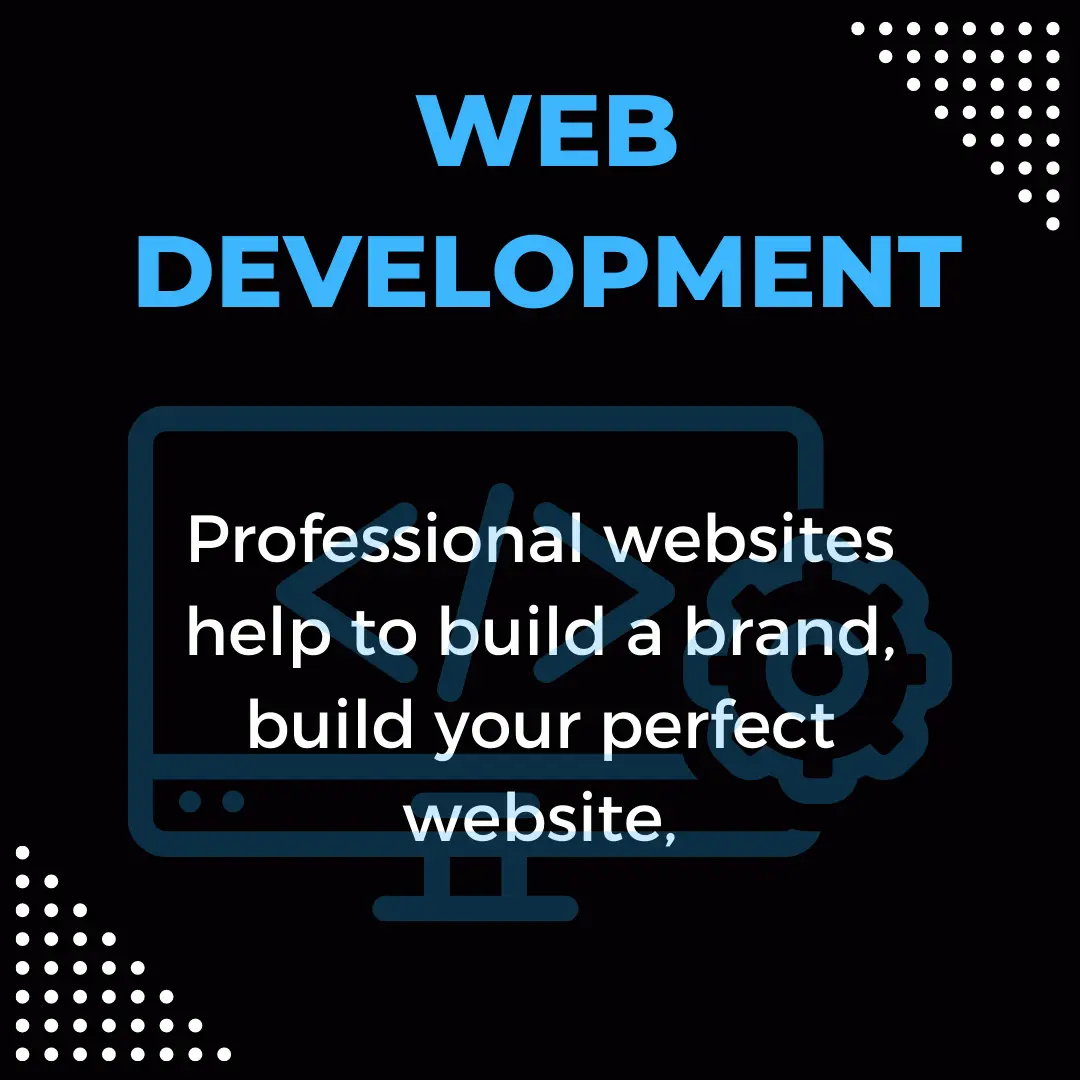 WEB
DEVELOPMENT
</>
Professional websites
help to build a brand,
build your perfect
website,